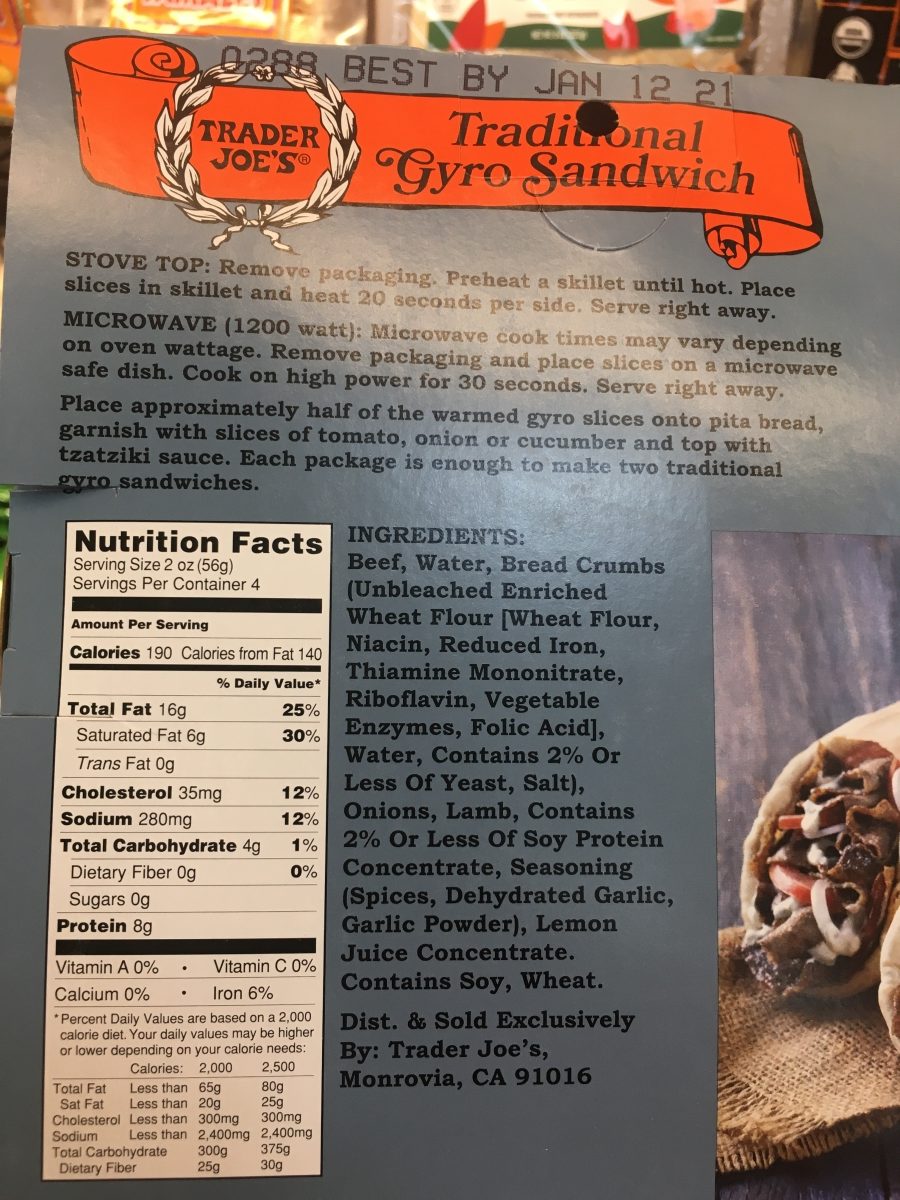 0288 BEST BY JAN 12 21
TRADER
JOE'S®
Traditional
Gyro Sandwich
STOVE TOP: Remove packaging. Preheat a skillet until hot. Place
slices in skillet and heat 20 seconds per side. Serve right away.
MICROWAVE (1200 watt): Microwave cook times may vary depending
on oven wattage. Remove packaging and place slices on a microwave
safe dish. Cook on high power for 30 seconds. Serve right away.
Place approximately half of the warmed gyro slices onto pita bread,
garnish with slices of tomato, onion or cucumber and top with
tzatziki sauce. Each package is enough to make two traditional
gyro sandwiches.
Nutrition Facts
Serving Size 2 oz (56g)
Servings Per Container 4
Amount Per Serving
Calories 190 Calories from Fat 140
% Daily Value*
Total Fat 16g 25%
Saturated Fat 6g 30%
Trans Fat 0g
Cholesterol 35mg 12%
Sodium 280mg 12%
Total Carbohydrate 4g 1%
Dietary Fiber 0g 0%
Sugars 0g
Protein 8g
Vitamin A 0% • Vitamin C 0%
Calcium 0% • Iron 6%
*Percent Daily Values are based on a 2,000
calorie diet. Your daily values may be higher
or lower depending on your calorie needs:
Calories: 2,000 2,500
Total Fat Less than 65g 80g
Sat Fat Less than 20g 25g
Cholesterol Less than 300mg 300mg
Sodium Less than 2,400mg 2,400mg
Total Carbohydrate 300g 375g
Dietary Fiber 25g 30g
INGREDIENTS:
Beef, Water, Bread Crumbs
(Unbleached Enriched
Wheat Flour [Wheat Flour,
Niacin, Reduced Iron,
Thiamine Mononitrate,
Riboflavin, Vegetable
Enzymes, Folic Acid],
Water, Contains 2% Or
Less Of Yeast, Salt),
Onions, Lamb, Contains
2% Or Less Of Soy Protein
Concentrate, Seasoning
(Spices, Dehydrated Garlic,
Garlic Powder), Lemon
Juice Concentrate.
Contains Soy, Wheat.
Dist. & Sold Exclusively
By: Trader Joe's,
Monrovia, CA 91016